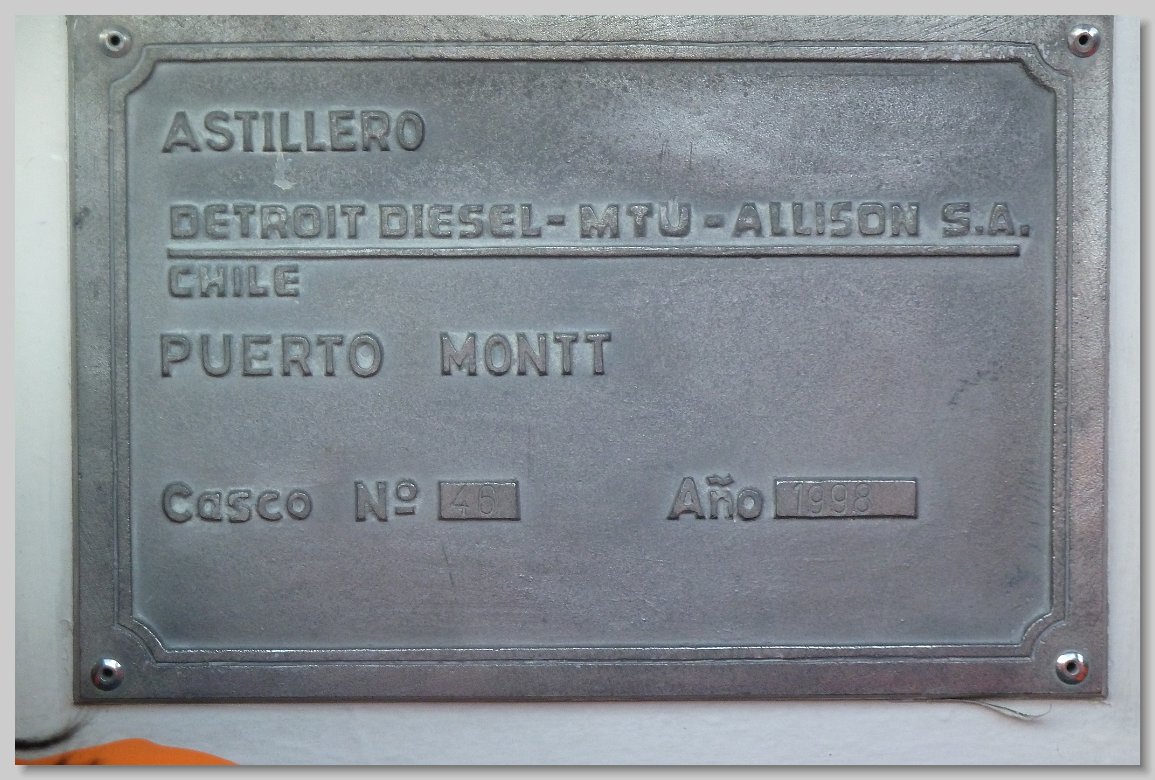 ASTILLERO
DETROIT DIESEL - MTU - ALLISON S.A.
CHILE
PUERTO MONTT
Casco Nº 46 Año 1998